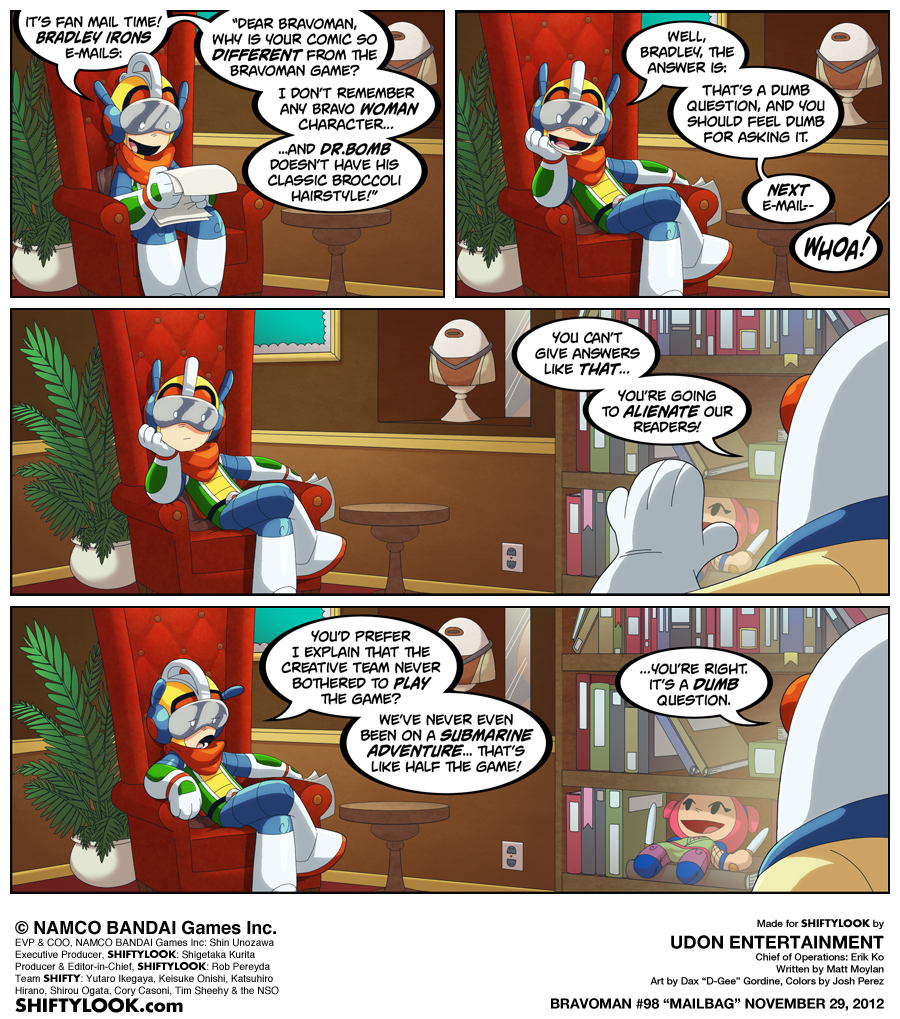 IT'S FAN MAIL TIME!
BRADLEY IRONS
E-MAILS:
"DEAR BRAVOMAN,
WHY IS YOUR COMIC SO
DIFFERENT FROM THE
BRAVOMAN GAME?
I DON'T REMEMBER
ANY BRAVO WOMAN
CHARACTER...
...AND DR.BOMB
DOESN'T HAVE HIS
CLASSIC BROCCOLI
HAIRSTYLE!"
WELL,
BRADLEY, THE
ANSWER IS:
THAT'S A DUMB
QUESTION, AND YOU
SHOULD FEEL DUMB
FOR ASKING IT.
NEXT
E-MAIL--
WHOA!
YOU CAN'T
GIVE ANSWERS
LIKE THAT...
YOU'RE GOING
TO ALIENATE OUR
READERS!
YOU'D PREFER
I EXPLAIN THAT THE
CREATIVE TEAM NEVER
BOTHERED TO PLAY
THE GAME?
WE'VE NEVER EVEN
BEEN ON A SUBMARINE
ADVENTURE... THAT'S
LIKE HALF THE GAME!
...YOU'RE RIGHT.
IT'S A DUMB
QUESTION.
© NAMCO BANDAI Games Inc.
EVP & COO, NAMCO BANDAI Games Inc: Shin Unozawa
Executive Producer, SHIFTYLOOK: Shigetaka Kurita
Producer & Editor-in-Chief, SHIFTYLOOK: Rob Pereyda
Team SHIFTY: Yutaro Ikegaya, Keisuke Onishi, Katsuhiro
Hirano, Shirou Ogata, Cory Casoni, Tim Sheehy & the NSO
SHIFTYLOOK.com
Made for SHIFTYLOOK by
UDON ENTERTAINMENT
Chief of Operations: Erik Ko
Written by Matt Moylan
Art by Dax "D-Gee" Gordine, Colors by Josh Perez
BRAVOMAN #98 "MAILBAG" NOVEMBER 29, 2012